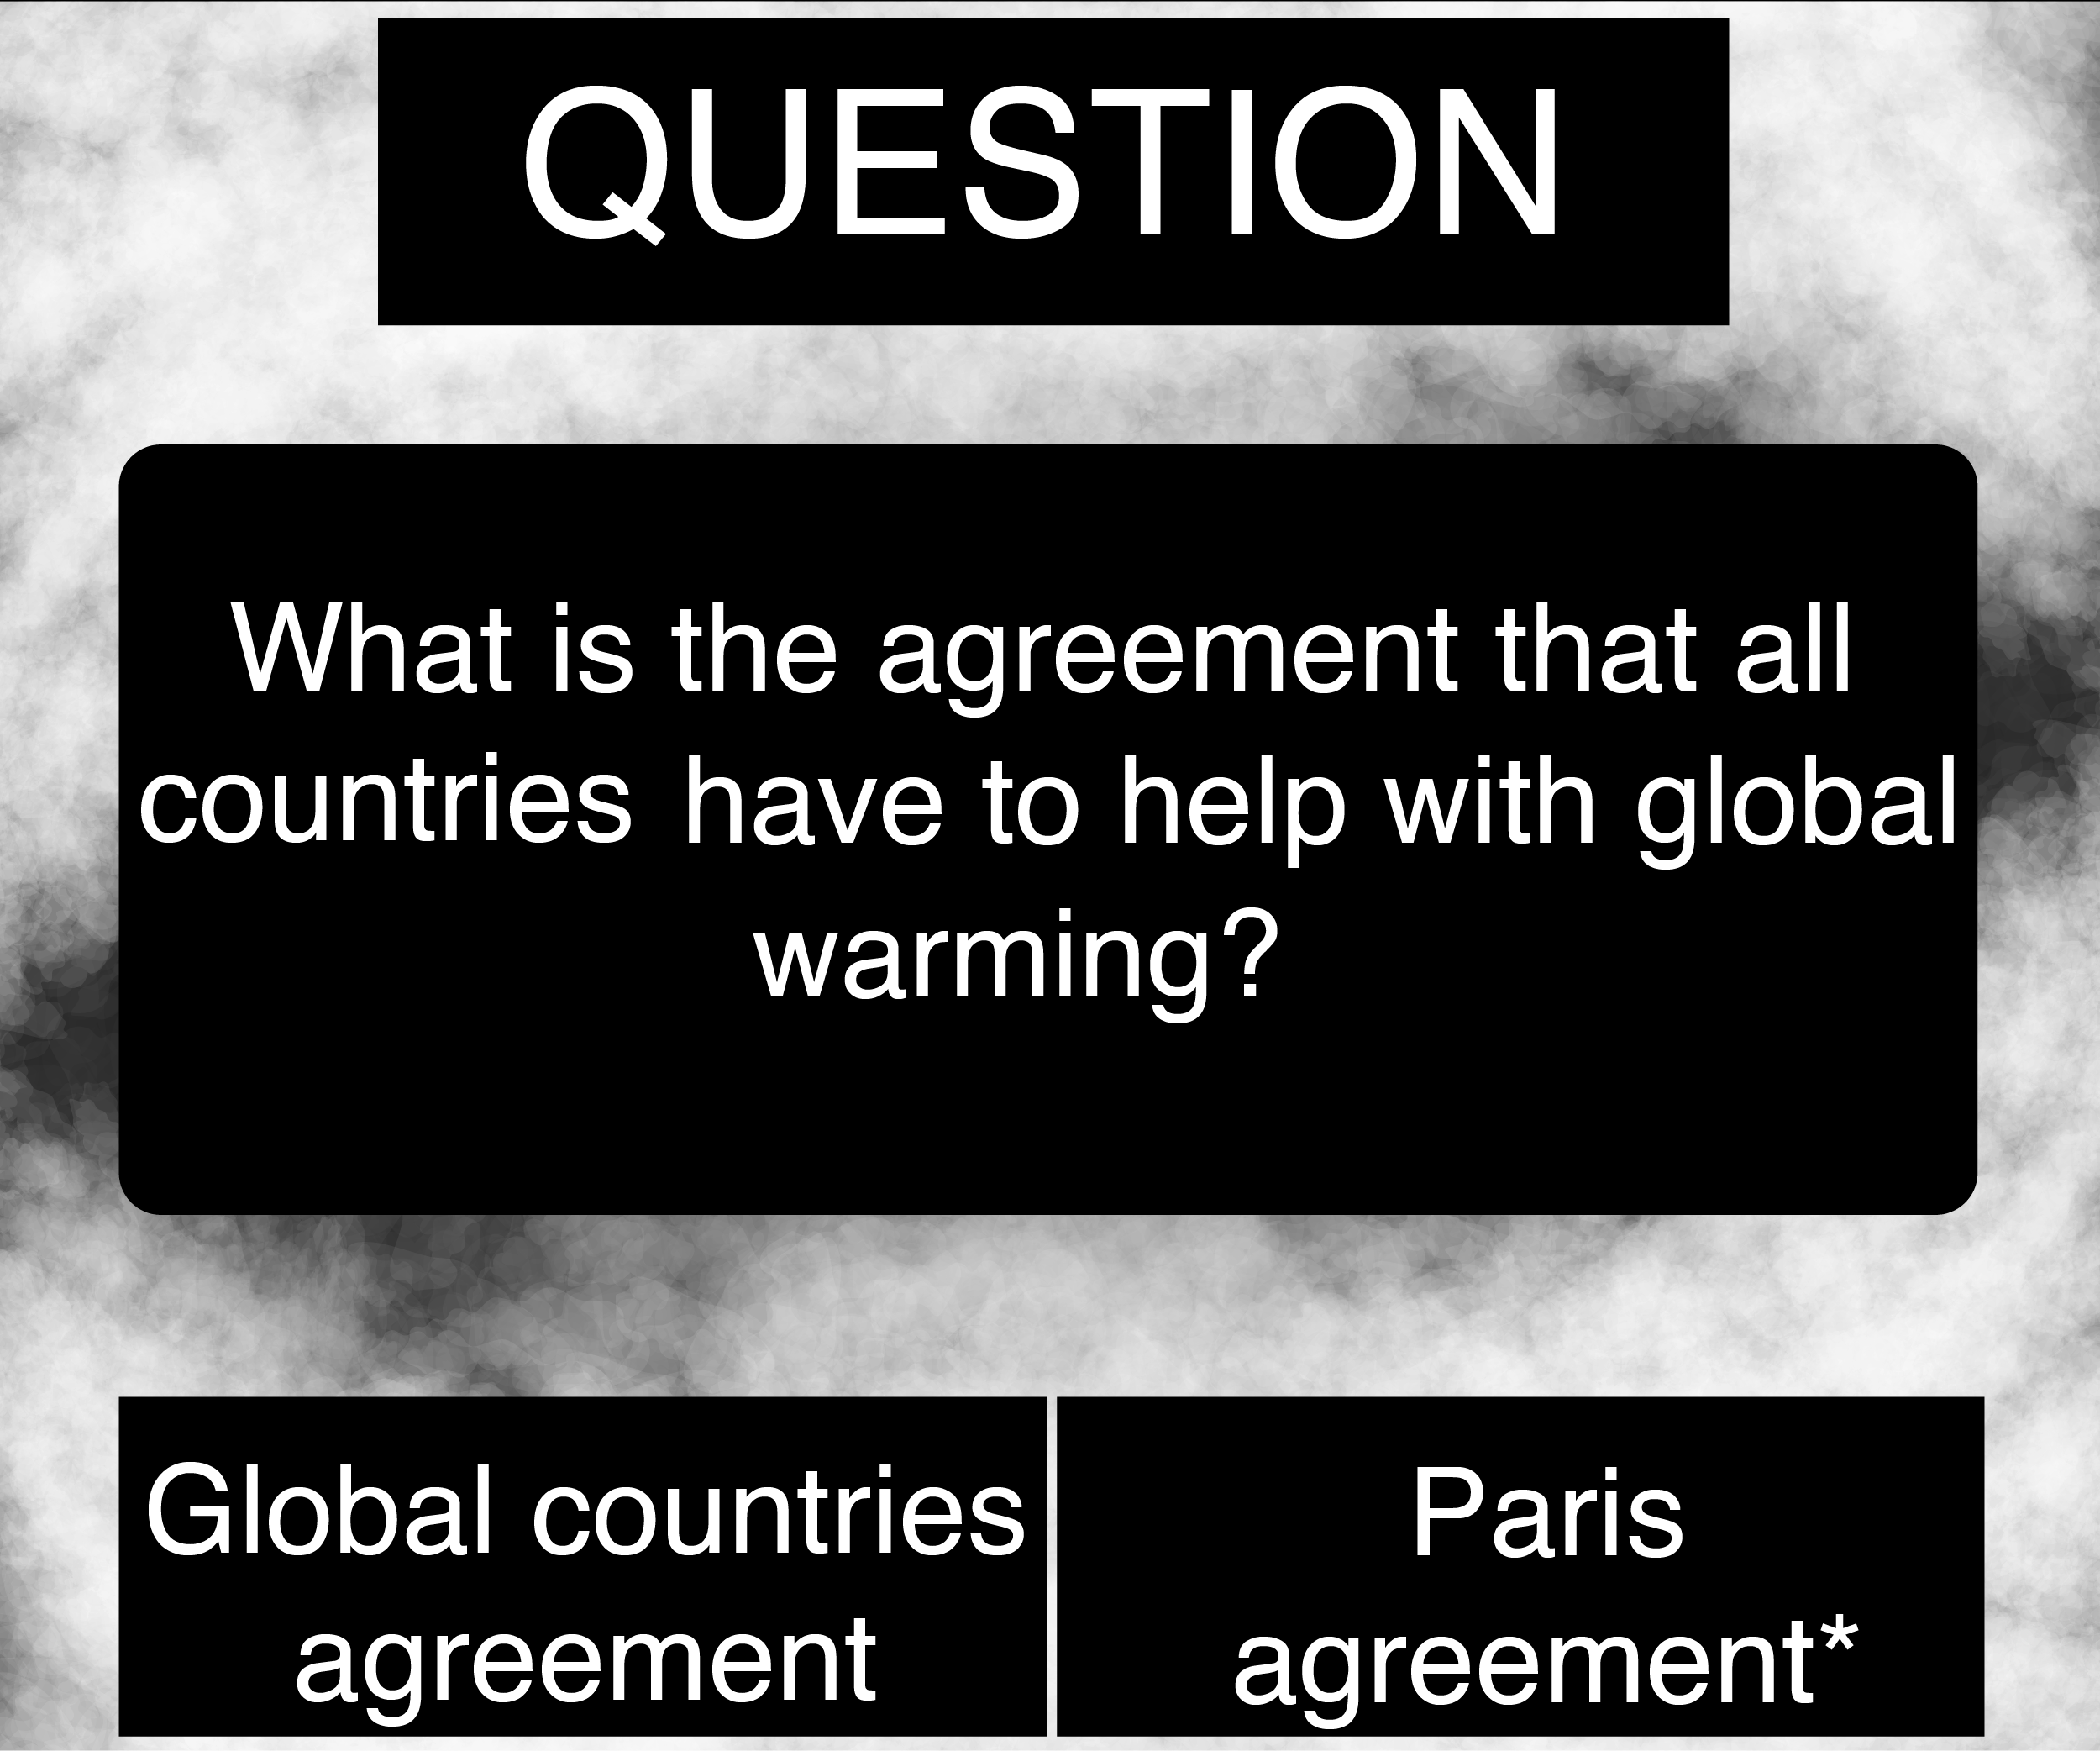 QUESTION
What is the agreement that all
countries have to help with global
warming?
Global countries
agreement
Paris
agreement*